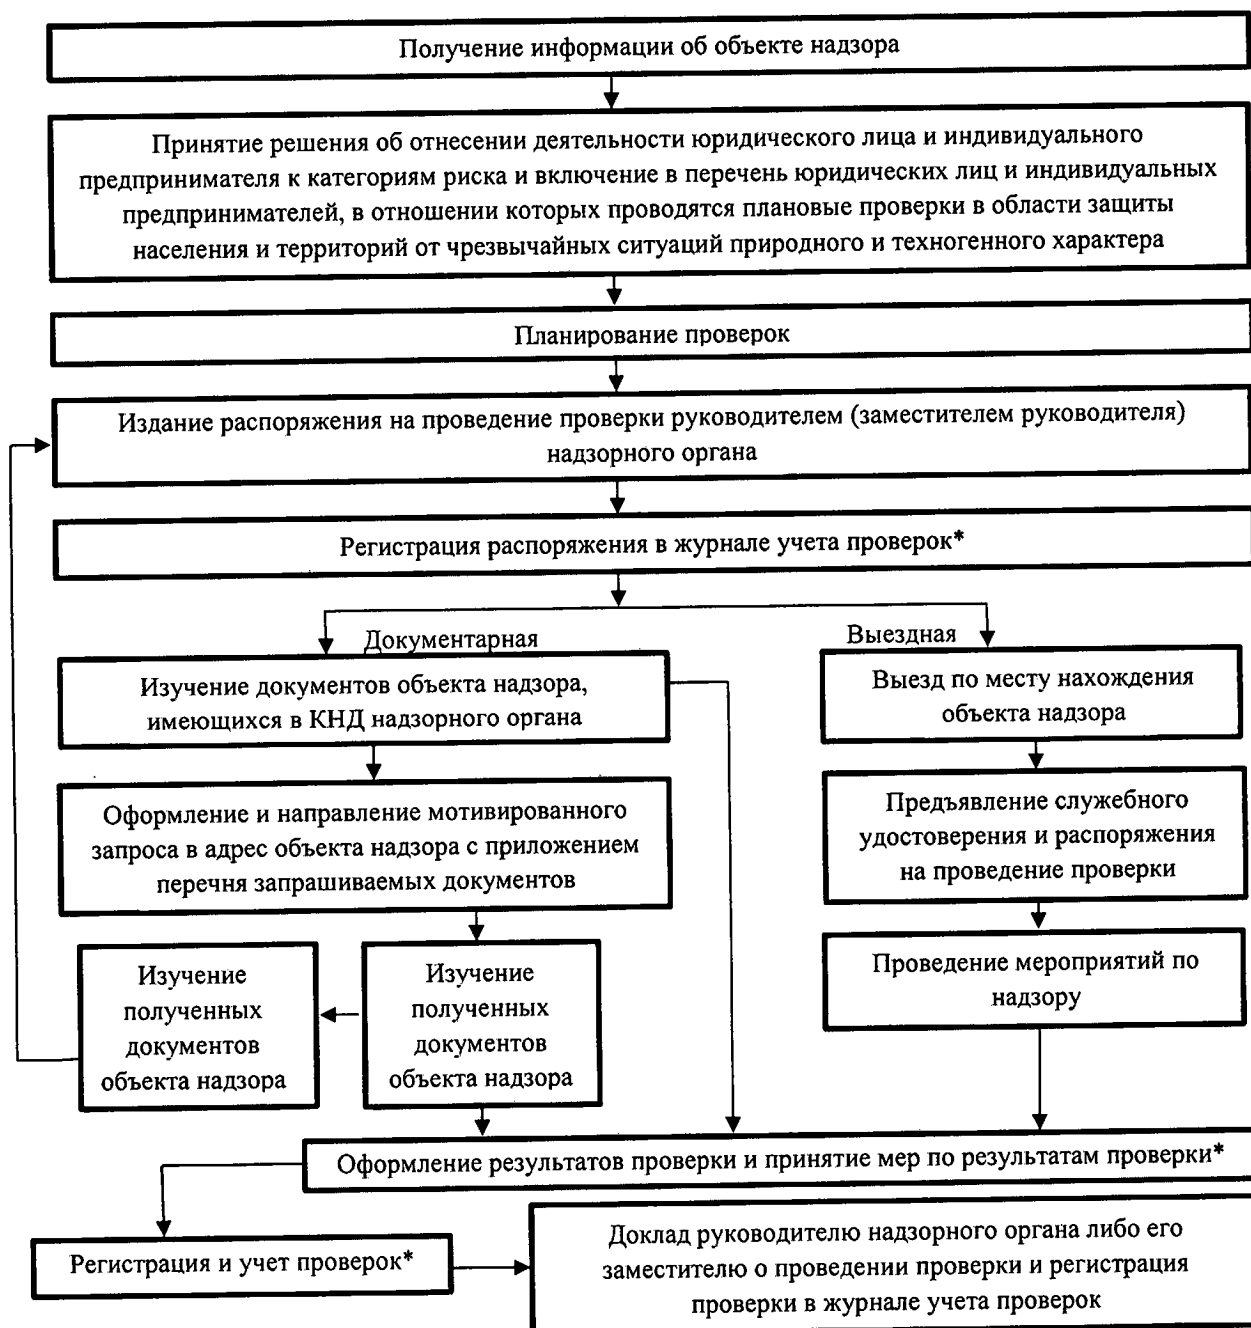 Получение информации об объекте надзора
Принятие решения об отнесении деятельности юридического лица и индивидуального
предпринимателя к категориям риска и включение в перечень юридических лиц и индивидуальных
предпринимателей, в отношении которых проводятся плановые проверки в области защиты
населения и территорий от чрезвычайных ситуаций природного и техногенного характера
Планирование проверок
Издание распоряжения на проведение проверки руководителем (заместителем руководителя)
надзорного органа
Регистрация распоряжения в журнале учета проверок*
Документарная
Выездная
Изучение документов объекта надзора,
имеющихся в КНД надзорного органа
Выезд по месту нахождения
объекта надзора
Оформление и направление мотивированного
запроса в адрес объекта надзора с приложением
перечня запрашиваемых документов
Предъявление служебного
удостоверения и распоряжения
на проведение проверки
Изучение
полученных
документов
объекта надзора
Изучение
полученных
документов
объекта надзора
Проведение мероприятий по
надзору
Оформление результатов проверки и принятие мер по результатам проверки*
Регистрация и учет проверок*
Доклад руководителю надзорного органа либо его
заместителю о проведении проверки и регистрация
проверки в журнале учета проверок